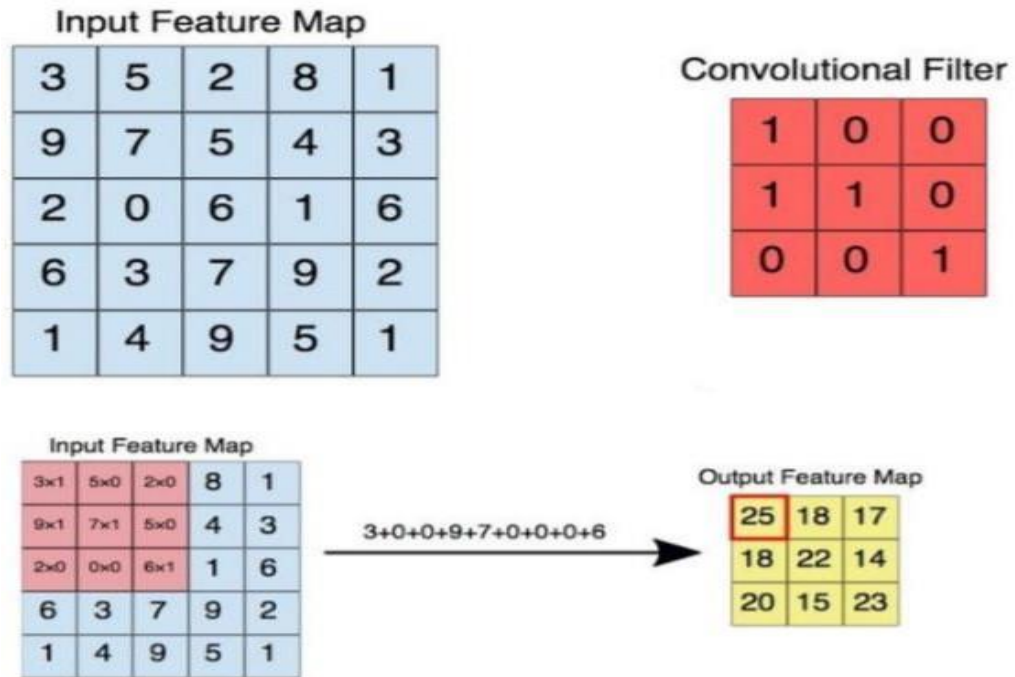 Input Feature Map
3 5 2 8 1
9 7 5 4 3
2 0 6 1 6
6 3 7 9 2
1 4 9 5 1
Convolutional Filter
1 0 0
1 1 0
0 0 1
Input Feature Map
3x1 5x0 2x0 8 1
9x1 7x1 5x0 4 3
2x0 0x0 6x1 1 6
6 3 7 9 2
1 4 9 5 1
3+0+0+9+7+0+0+0+6
Output Feature Map
25 18 17
18 22 14
20 15 23